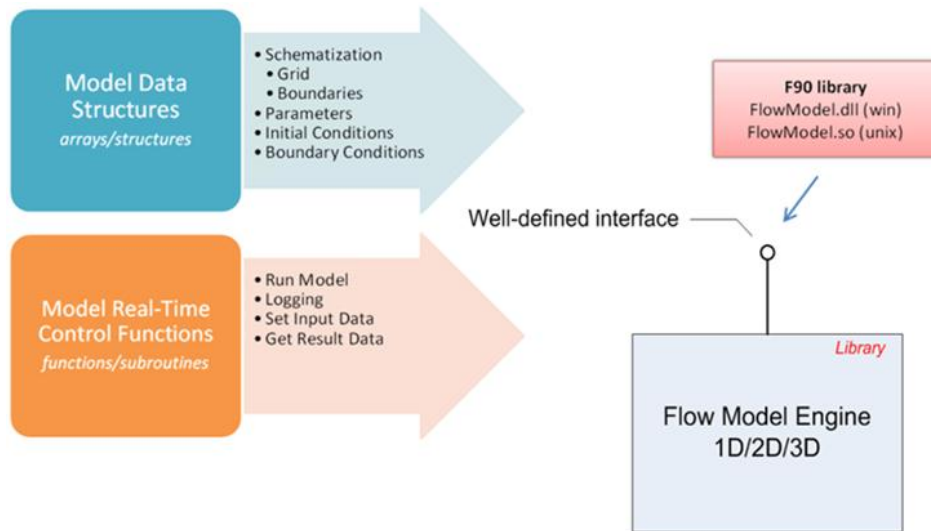 Model Data
Structures
arrays/structures
• Schematization
• Grid
• Boundaries
• Parameters
• Initial Conditions
• Boundary Conditions
Model Real-Time
Control Functions
functions/subroutines
• Run Model
• Logging
• Set Input Data
• Get Result Data
F90 library
FlowModel.dll (win)
FlowModel.so (unix)
Well-defined interface
Library
Flow Model Engine
1D/2D/3D